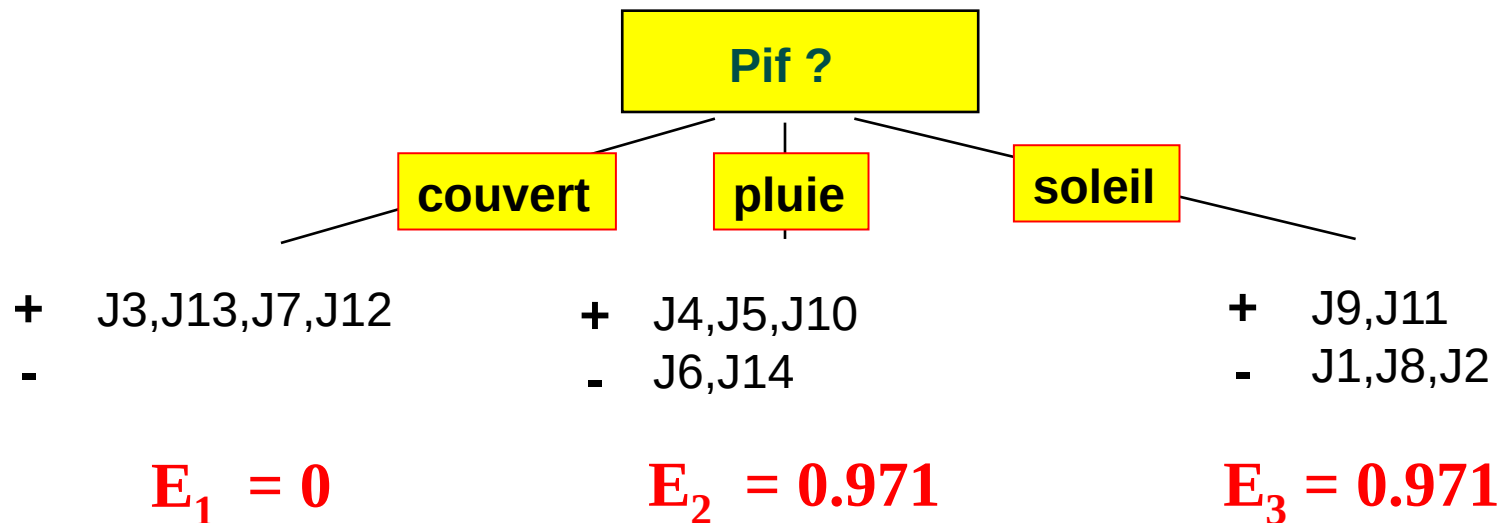 Pif ?
couvert
pluie
soleil
+ J3,J13,J7,J12
-
+ J4,J5,J10
- J6,J14
+ J9,J11
- J1,J8,J2
E1 = 0
E2 = 0.971
E3 = 0.971